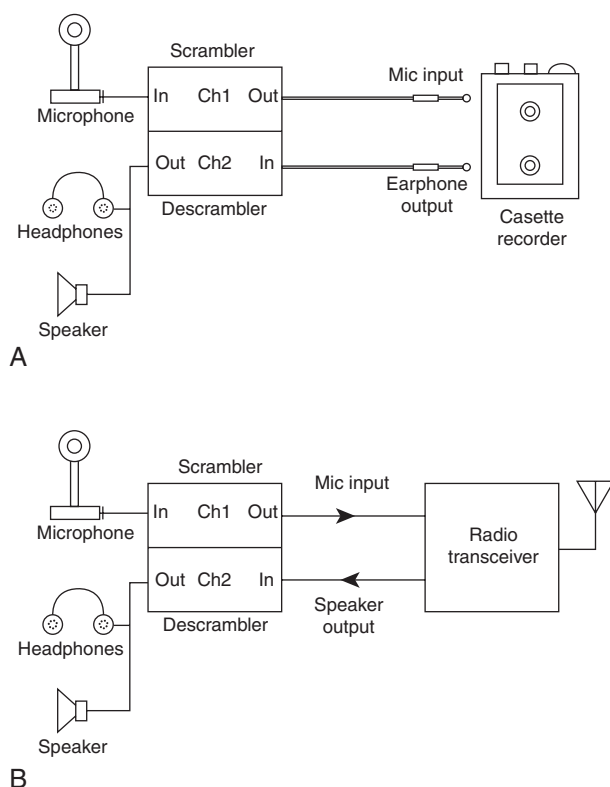 Scrambler
Mic input
In Ch1 Out
Microphone
Out Ch2 In
Earphone
output
Descrambler
Headphones
Casette
recorder
Speaker
A
Scrambler
Mic input
In Ch1 Out
Microphone
Radio
transceiver
Out Ch2 In
Speaker
output
Descrambler
Headphones
Speaker
B